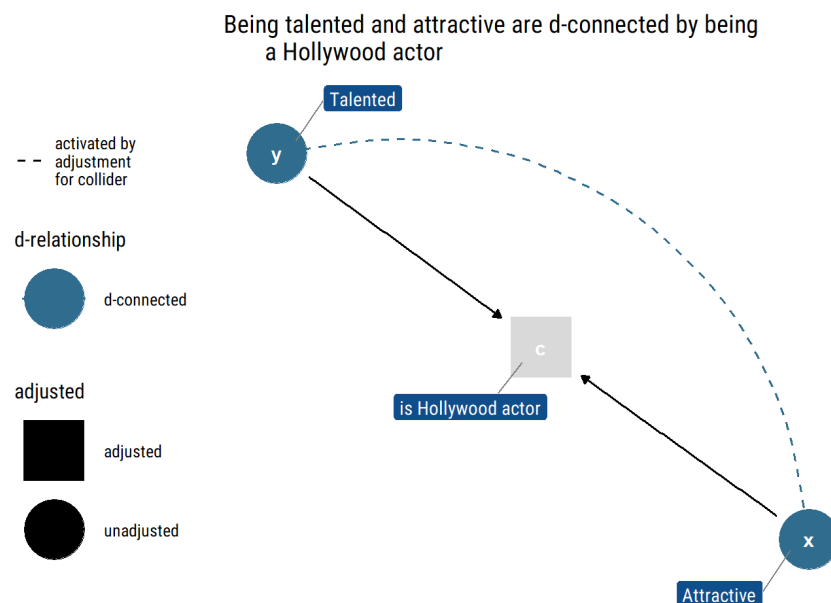 Being talented and attractive are d-connected by being
a Hollywood actor
Talented
y
activated by
adjustment
for collider
d-relationship
d-connected
c
is Hollywood actor
adjusted
adjusted
unadjusted
x
Attractive